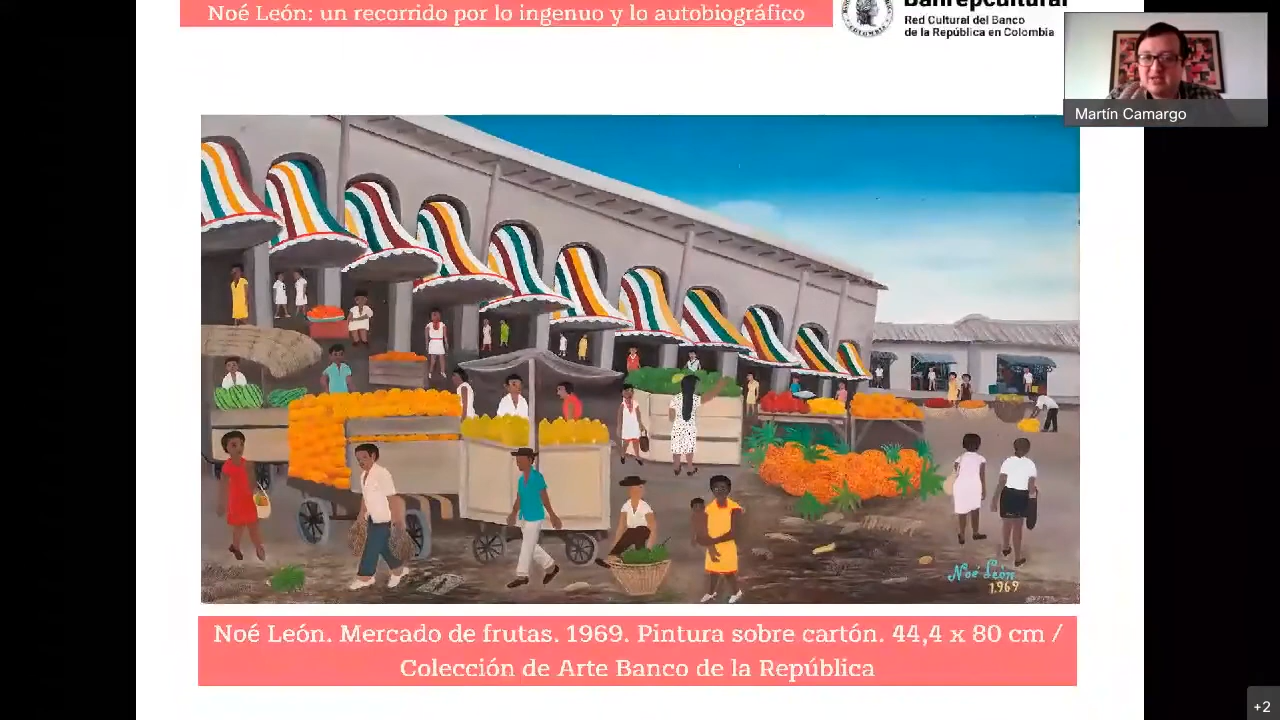 Noé León: un recorrido por lo ingenuo y lo autobiográfico
Banrepcultural
Red Cultural del Banco
de la República en Colombia
Martín Camargo
Noé León
1969
Noé León. Mercado de frutas. 1969. Pintura sobre cartón. 44,4 x 80 cm /
Colección de Arte Banco de la República
+2